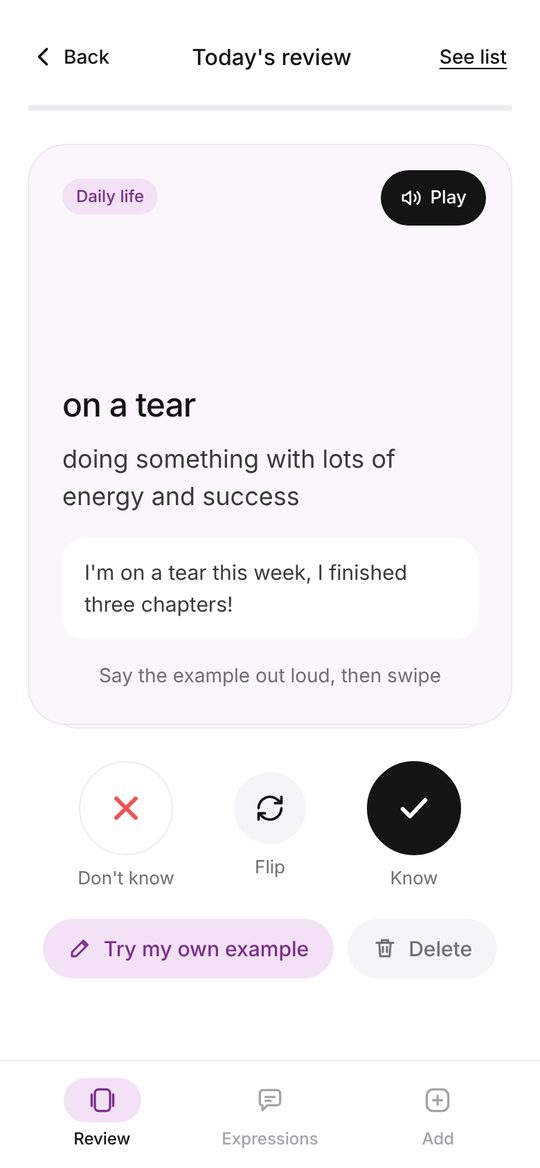 Back
Today's review
See list
Daily life
Play
on a tear
doing something with lots of
energy and success
I'm on a tear this week, I finished
three chapters!
Say the example out loud, then swipe
Don't know
Flip
Know
Try my own example
Delete
Review
Expressions
Add